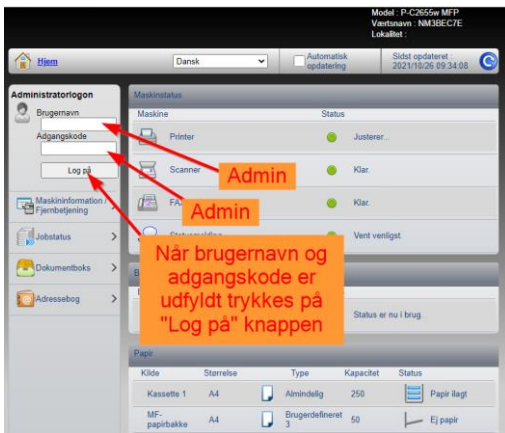 Model : P-C2655w MFP
Værtsnavn : NM3BEC7E
Lokalitet :
Hjem
Dansk
Automatisk
opdatering
Sidst opdateret :
2021/10/26 09:34:08
Administratorlogon
Brugernavn
Adgangskode
Log på
Maskininformation /
Fjernbetjening
Jobstatus
Dokumentboks
Adressebog
Maskinstatus
Maskine Status
Printer Justerer...
Scanner Klar.
FAX Klar.
Vent venligst.
Admin
Admin
Når brugernavn og
adgangskode er
udfyldt trykkes på
"Log på" knappen
Status er nu i brug.
Papir
Kilde Størrelse Type Kapacitet Status
Kassette 1 A4 Almindelig 250 Papir ilagt
MF-
papirbakke A4 Brugerdefineret
3 50 Ej papir